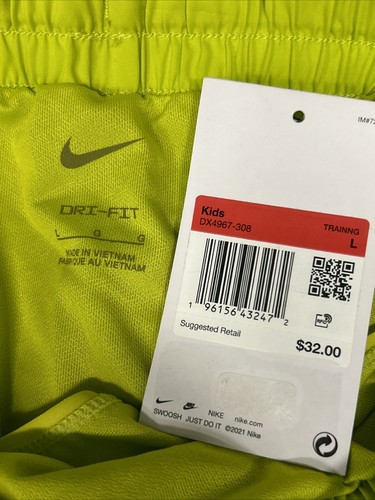 DRI-FIT
L G G
MADE IN VIETNAM
FABRIQUÉ AU VIETNAM
Kids
DX4967-308
TRAINNG
L
1 96156 43247 2
Suggested Retail
$32.00
SWOOSH JUST DO IT NIKE nike.com
©2021 Nike